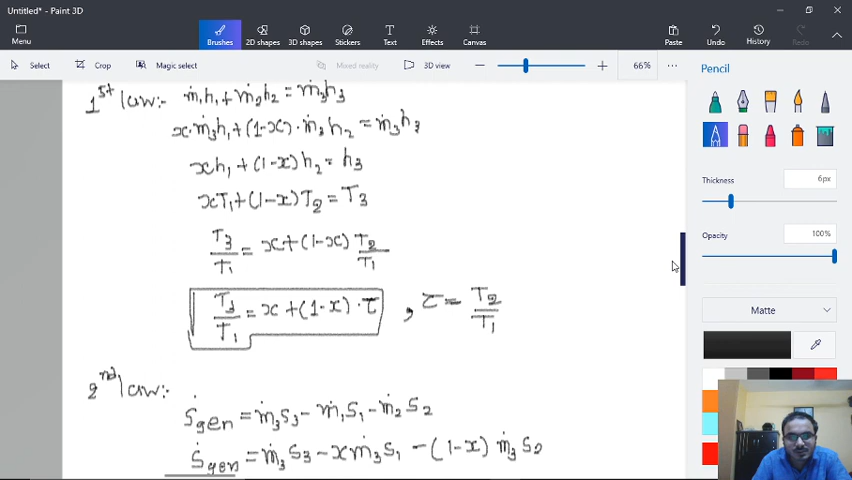 Untitled* - Paint 3D
Menu
Brushes
2D shapes
3D shapes
Stickers
Text
Effects
Canvas
Paste
Undo
History
Redo
Select
Crop
Magic select
Mixed reality
3D view
66%
Pencil
Thickness
6px
Opacity
100%
Matte
1st law:- ṁ₁h₁ + ṁ₂h₂ = ṁ₃h₃
x·ṁ₃h₁ + (1-x)·ṁ₃h₂ = ṁ₃h₃
xh₁ + (1-x)h₂ = h₃
xT₁ + (1-x)T₂ = T₃
T₃/T₁ = x + (1-x) T₂/T₁
T₃/T₁ = x + (1-x)·τ , τ = T₂/T₁
2nd law:-
Ṡgen = ṁ₃s₃ - ṁ₁s₁ - ṁ₂s₂
Ṡgen = ṁ₃s₃ - xṁ₃s₁ - (1-x) ṁ₃s₂